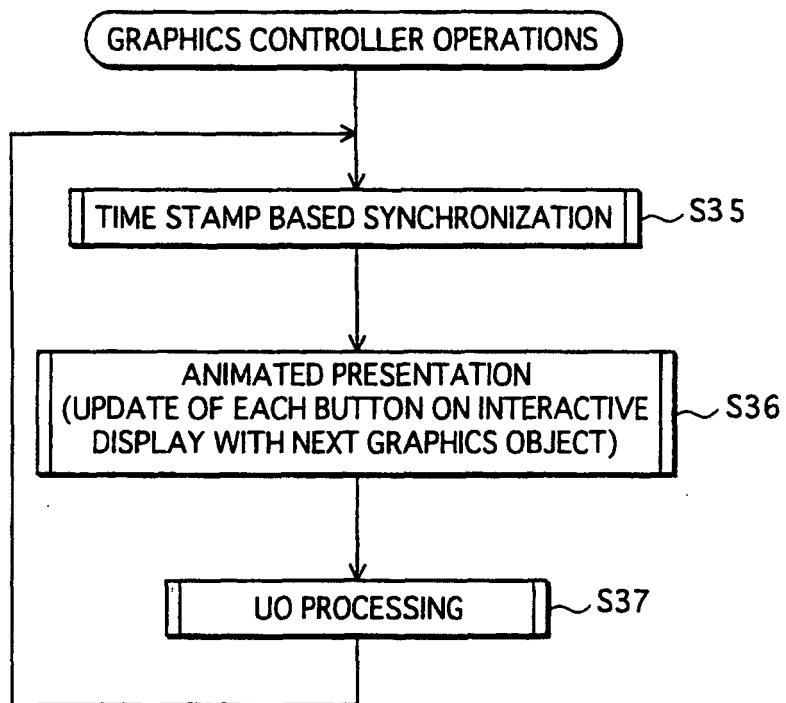 GRAPHICS CONTROLLER OPERATIONS
TIME STAMP BASED SYNCHRONIZATION
S35
ANIMATED PRESENTATION
(UPDATE OF EACH BUTTON ON INTERACTIVE
DISPLAY WITH NEXT GRAPHICS OBJECT)
S36
UO PROCESSING
S37